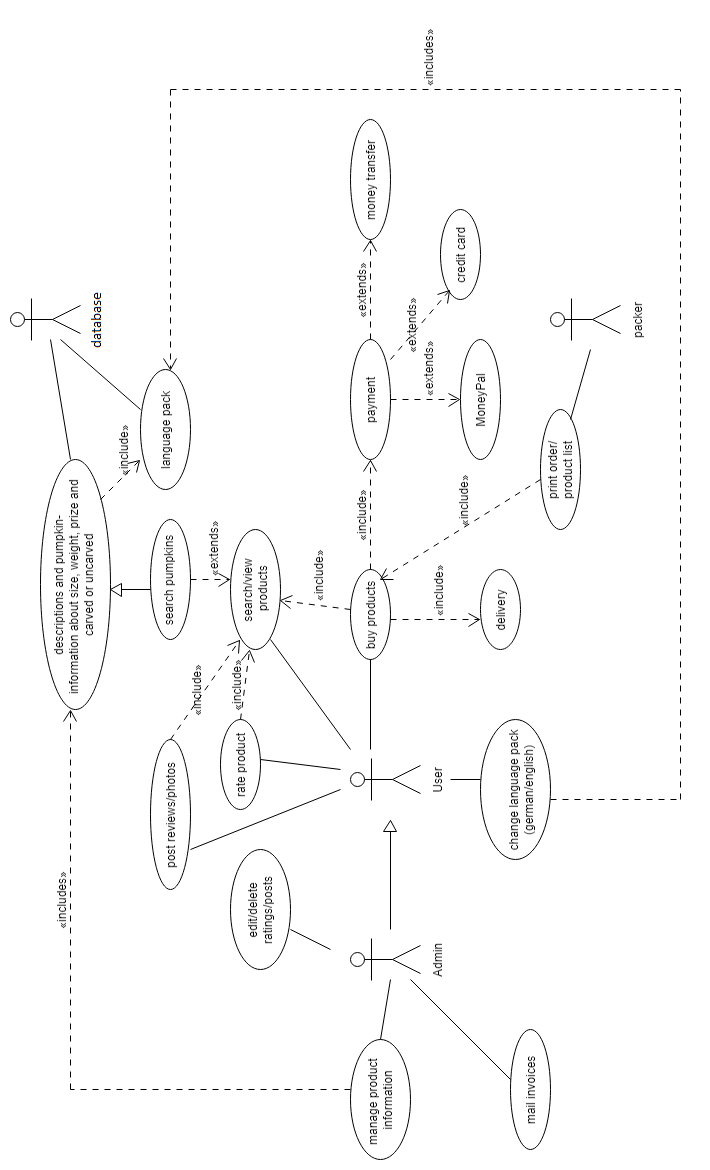 «includes»
money transfer
«extends»
credit card
«extends»
«extends»
payment
MoneyPal
database
packer
language pack
«include»
descriptions and pumpkin-
information about size, weight, prize and
carved or uncarved
search pumpkins
«extends»
search/view
products
«include»
«include»
«include»
print order/
product list
buy products
«include»
delivery
«include»
«include»
rate product
post reviews/photos
User
change language pack
(german/english)
«includes»
edit/delete
ratings/posts
Admin
manage product
information
mail invoices